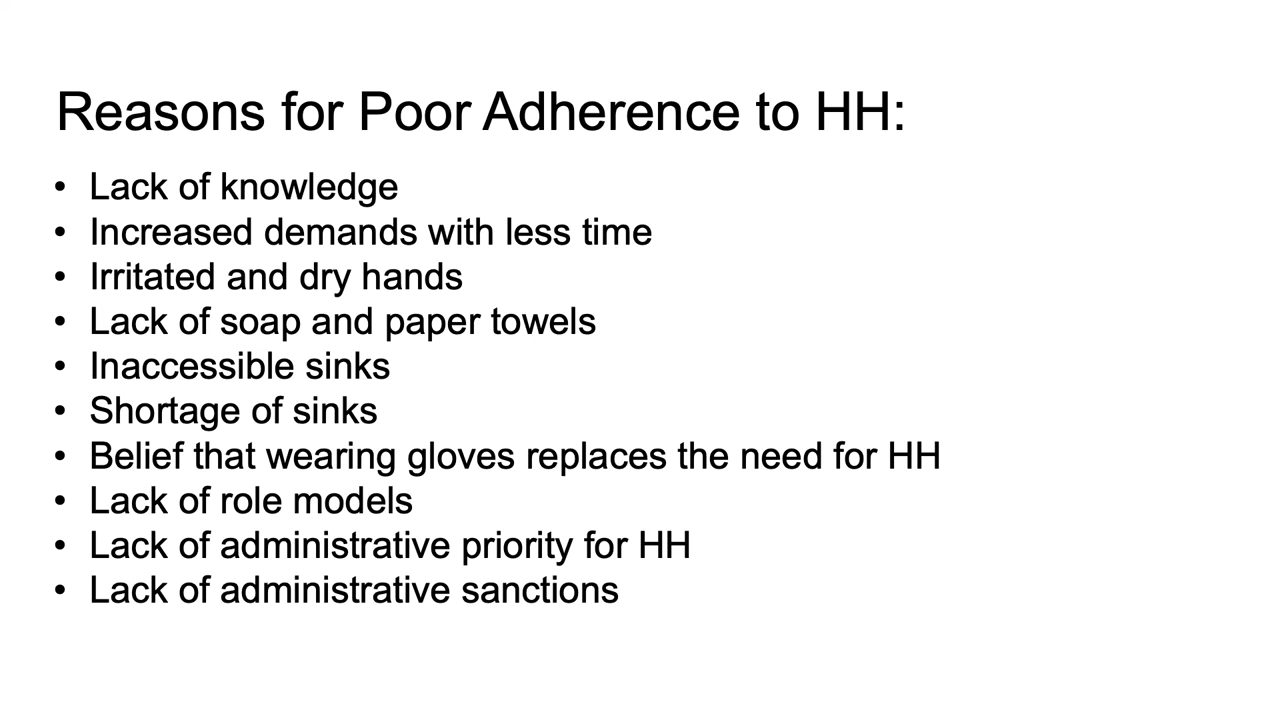 Reasons for Poor Adherence to HH:
• Lack of knowledge
• Increased demands with less time
• Irritated and dry hands
• Lack of soap and paper towels
• Inaccessible sinks
• Shortage of sinks
• Belief that wearing gloves replaces the need for HH
• Lack of role models
• Lack of administrative priority for HH
• Lack of administrative sanctions